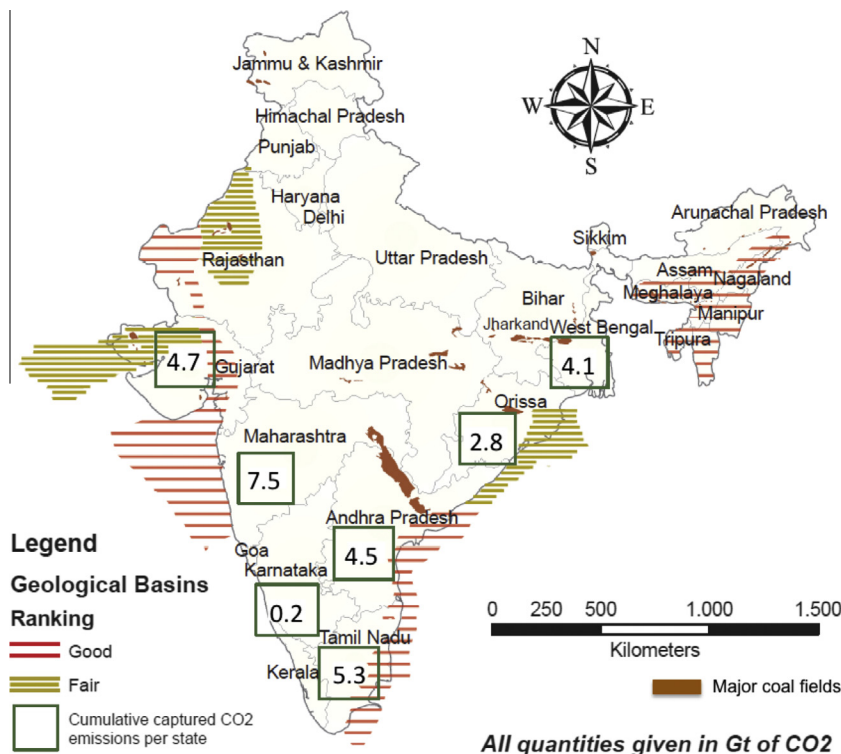 N
W E
S
Jammu & Kashmir
Himachal Pradesh
Punjab
Haryana
Delhi
Rajasthan
Uttar Pradesh
Sikkim
Arunachal Pradesh
Assam
Nagaland
Meghalaya
Manipur
Tripura
Bihar
Jharkand
West Bengal
4.1
4.7
Gujarat
Madhya Pradesh
Orissa
2.8
Maharashtra
7.5
Andhra Pradesh
4.5
Goa
Karnataka
0.2
Tamil Nadu
Kerala
5.3
Legend
Geological Basins
Ranking
Good
Fair
Cumulative captured CO2
emissions per state
0 250 500 1.000 1.500
Kilometers
Major coal fields
All quantities given in Gt of CO2